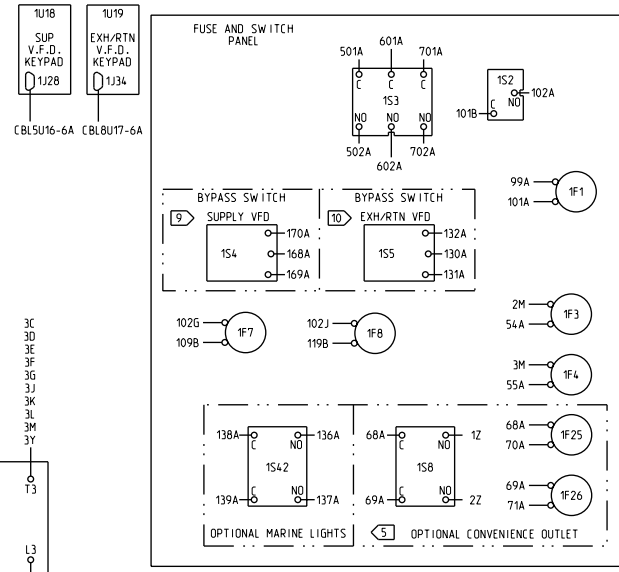 1U18
SUP
V.F.D.
KEYPAD
1J28
CBL5U16-6A
1U19
EXH/RTN
V.F.D.
KEYPAD
1J34
CBL8U17-6A
FUSE AND SWITCH
PANEL
501A
601A
701A
C
C
C
1S3
NO
NO
NO
502A
602A
702A
1S2
102A
NO
C
101B
99A
101A
1F1
BYPASS SWITCH
9
SUPPLY VFD
170A
1S4
168A
169A
BYPASS SWITCH
10
EXH/RTN VFD
132A
1S5
130A
131A
102G
109B
1F7
102J
119B
1F8
2M
54A
1F3
3M
55A
1F4
3C
3D
3E
3F
3G
3J
3K
3L
3M
3Y
T3
L3
138A
C
NO
136A
1S42
139A
C
NO
137A
OPTIONAL MARINE LIGHTS
68A
C
NO
1Z
1S8
69A
C
NO
2Z
68A
70A
1F25
69A
71A
1F26
5
OPTIONAL CONVENIENCE OUTLET